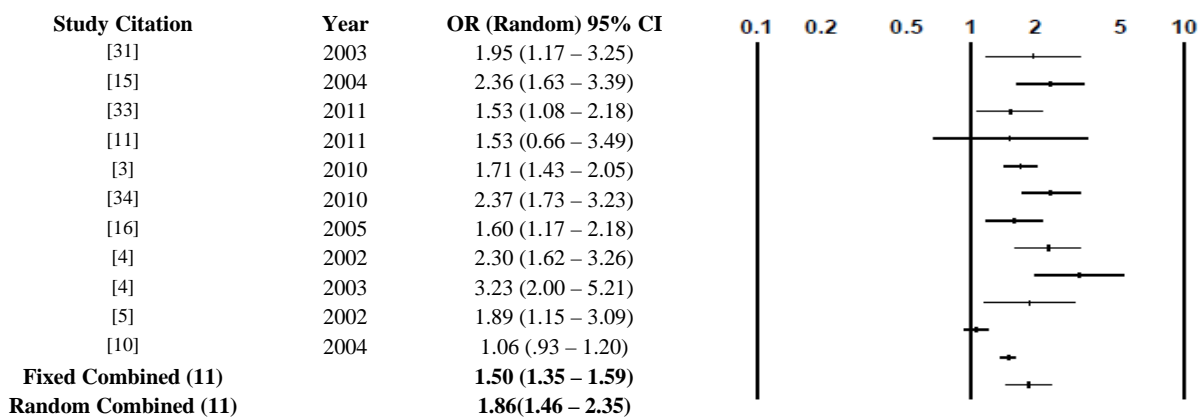 Study Citation Year OR (Random) 95% CI 0.1 0.2 0.5 1 2 5 10
[31] 2003 1.95 (1.17 – 3.25)
[15] 2004 2.36 (1.63 – 3.39)
[33] 2011 1.53 (1.08 – 2.18)
[11] 2011 1.53 (0.66 – 3.49)
[3] 2010 1.71 (1.43 – 2.05)
[34] 2010 2.37 (1.73 – 3.23)
[16] 2005 1.60 (1.17 – 2.18)
[4] 2002 2.30 (1.62 – 3.26)
[4] 2003 3.23 (2.00 – 5.21)
[5] 2002 1.89 (1.15 – 3.09)
[10] 2004 1.06 (.93 – 1.20)
Fixed Combined (11) 1.50 (1.35 – 1.59)
Random Combined (11) 1.86(1.46 – 2.35)